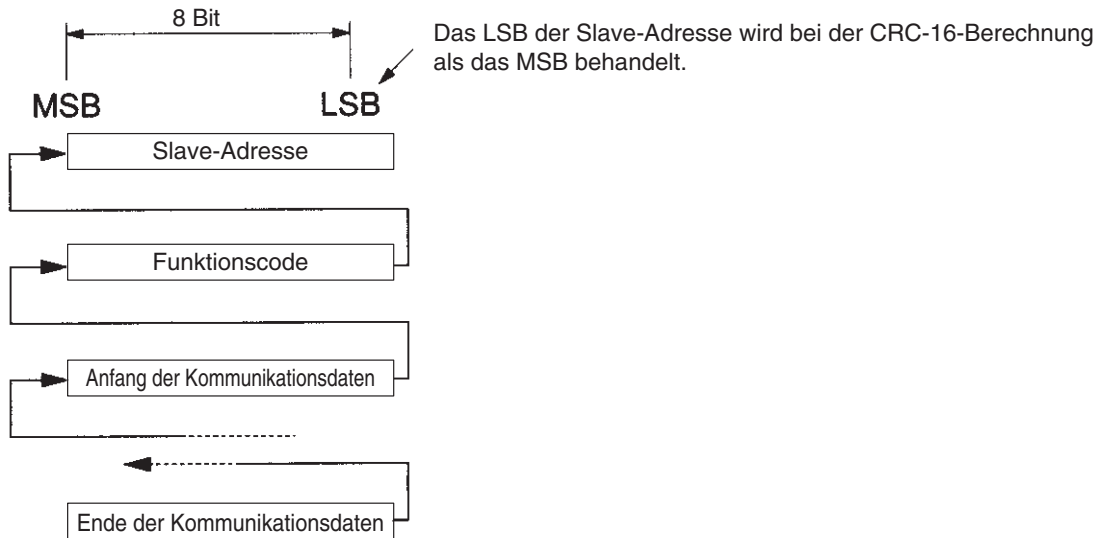 8 Bit
Das LSB der Slave-Adresse wird bei der CRC-16-Berechnung
als das MSB behandelt.
MSB
LSB
Slave-Adresse
Funktionscode
Anfang der Kommunikationsdaten
Ende der Kommunikationsdaten